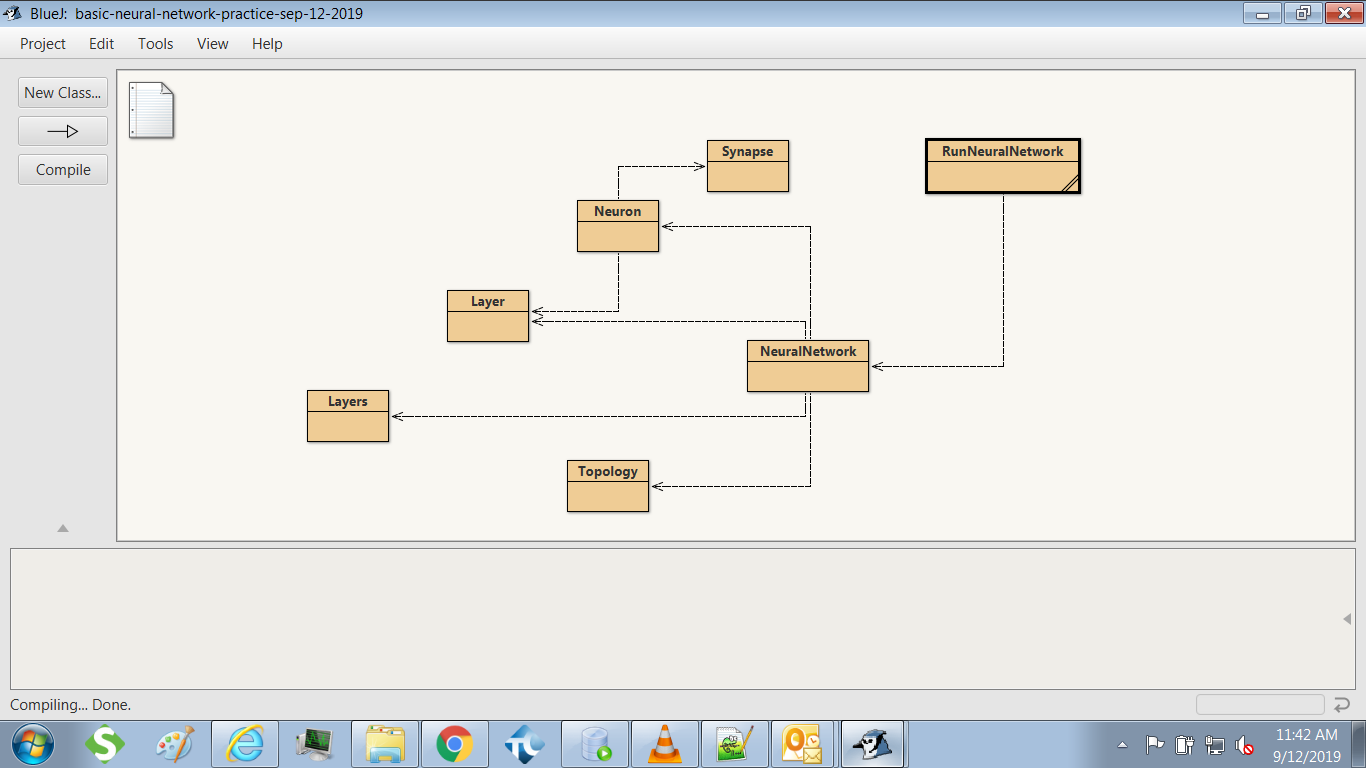 BlueJ: basic-neural-network-practice-sep-12-2019
Project Edit Tools View Help
New Class...
Compile
Synapse
RunNeuralNetwork
Neuron
Layer
NeuralNetwork
Layers
Topology
Compiling... Done.
11:42 AM
9/12/2019